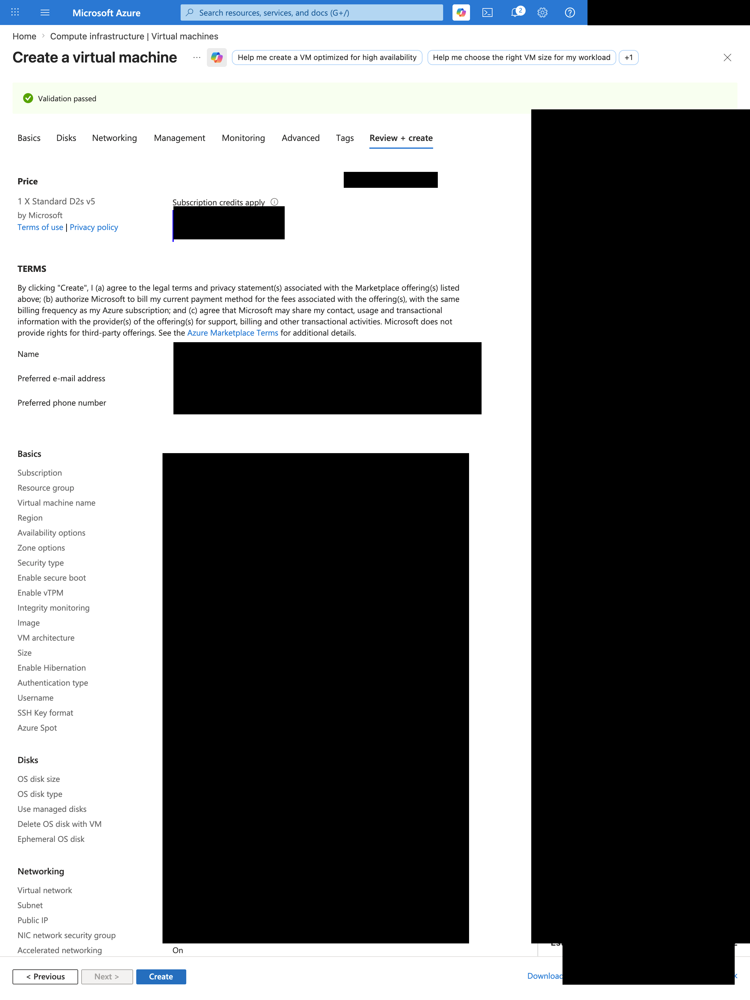 Microsoft Azure
Search resources, services, and docs (G+/)
2
Home > Compute infrastructure | Virtual machines
Create a virtual machine
...
Help me create a VM optimized for high availability
Help me choose the right VM size for my workload
+1
Validation passed
Basics Disks Networking Management Monitoring Advanced Tags Review + create
Price
1 X Standard D2s v5
Subscription credits apply
by Microsoft
Terms of use | Privacy policy
TERMS
By clicking "Create", I (a) agree to the legal terms and privacy statement(s) associated with the Marketplace offering(s) listed
above; (b) authorize Microsoft to bill my current payment method for the fees associated with the offering(s), with the same
billing frequency as my Azure subscription; and (c) agree that Microsoft may share my contact, usage and transactional
information with the provider(s) of the offering(s) for support, billing and other transactional activities. Microsoft does not
provide rights for third-party offerings. See the Azure Marketplace Terms for additional details.
Name
Preferred e-mail address
Preferred phone number
Basics
Subscription
Resource group
Virtual machine name
Region
Availability options
Zone options
Security type
Enable secure boot
Enable vTPM
Integrity monitoring
Image
VM architecture
Size
Enable Hibernation
Authentication type
Username
SSH Key format
Azure Spot
Disks
OS disk size
OS disk type
Use managed disks
Delete OS disk with VM
Ephemeral OS disk
Networking
Virtual network
Subnet
Public IP
NIC network security group
Accelerated networking On
< Previous
Next >
Create
Download